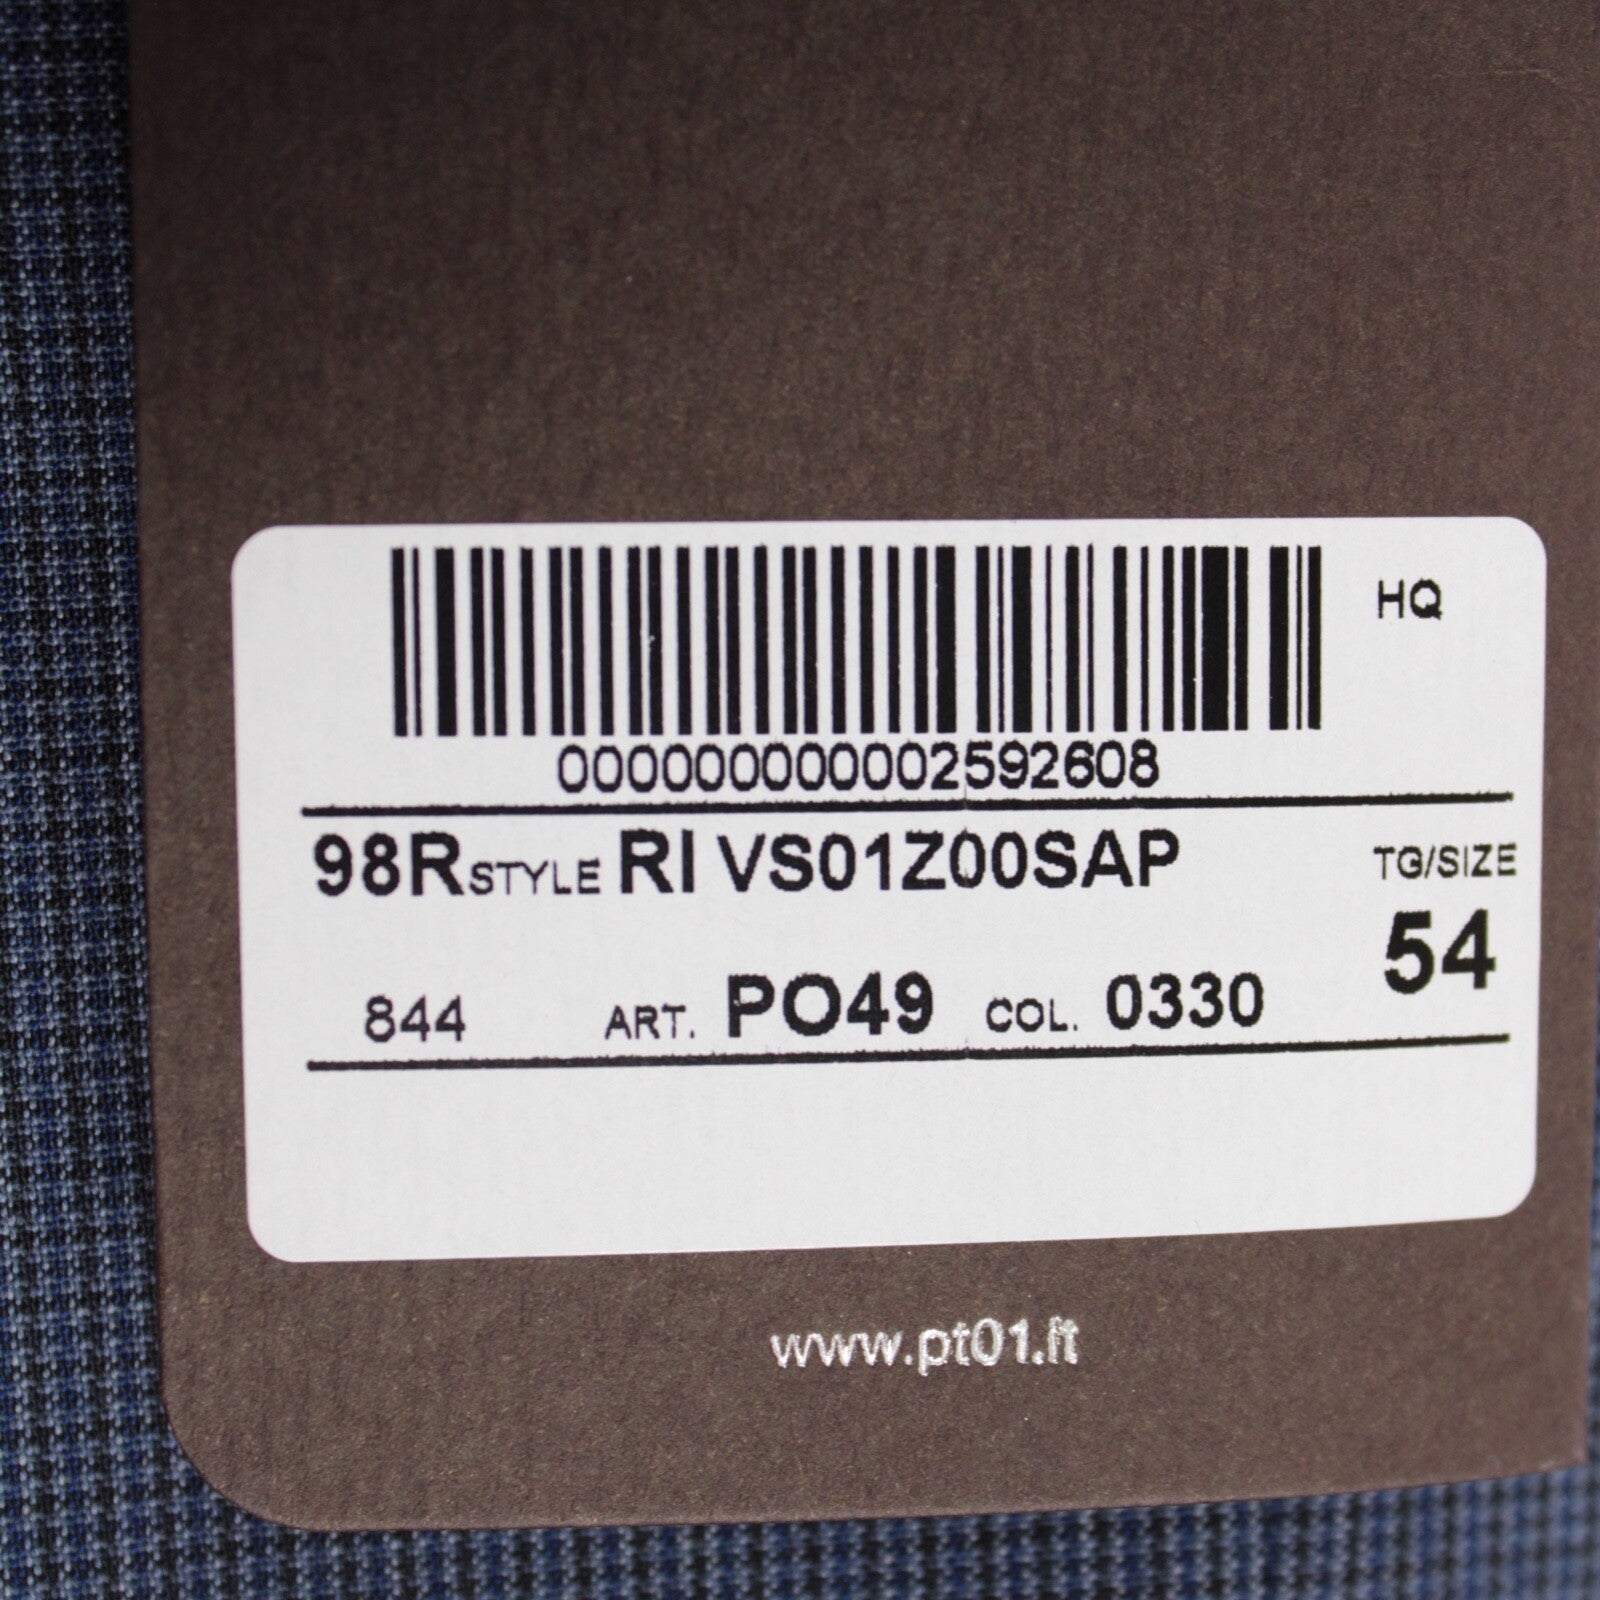 HQ
0000000000002592608
98R STYLE RI VS01Z00SAP TG/SIZE
54
844 ART. PO49 COL. 0330
www.pt01.it